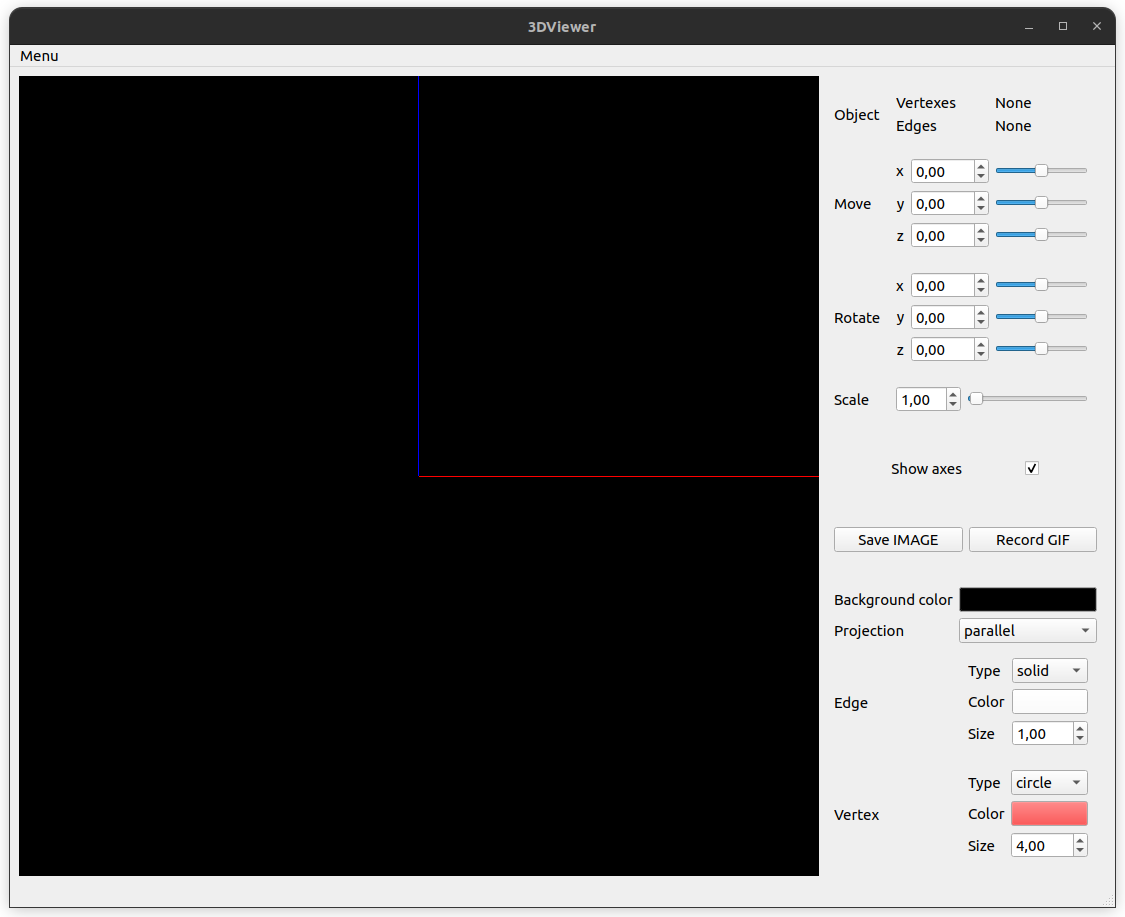 3DViewer
Menu
Object Vertexes None
Edges None
Move x 0,00
y 0,00
z 0,00
Rotate x 0,00
y 0,00
z 0,00
Scale 1,00
Show axes
Save IMAGE Record GIF
Background color
Projection parallel
Edge Type solid
Color
Size 1,00
Vertex Type circle
Color
Size 4,00